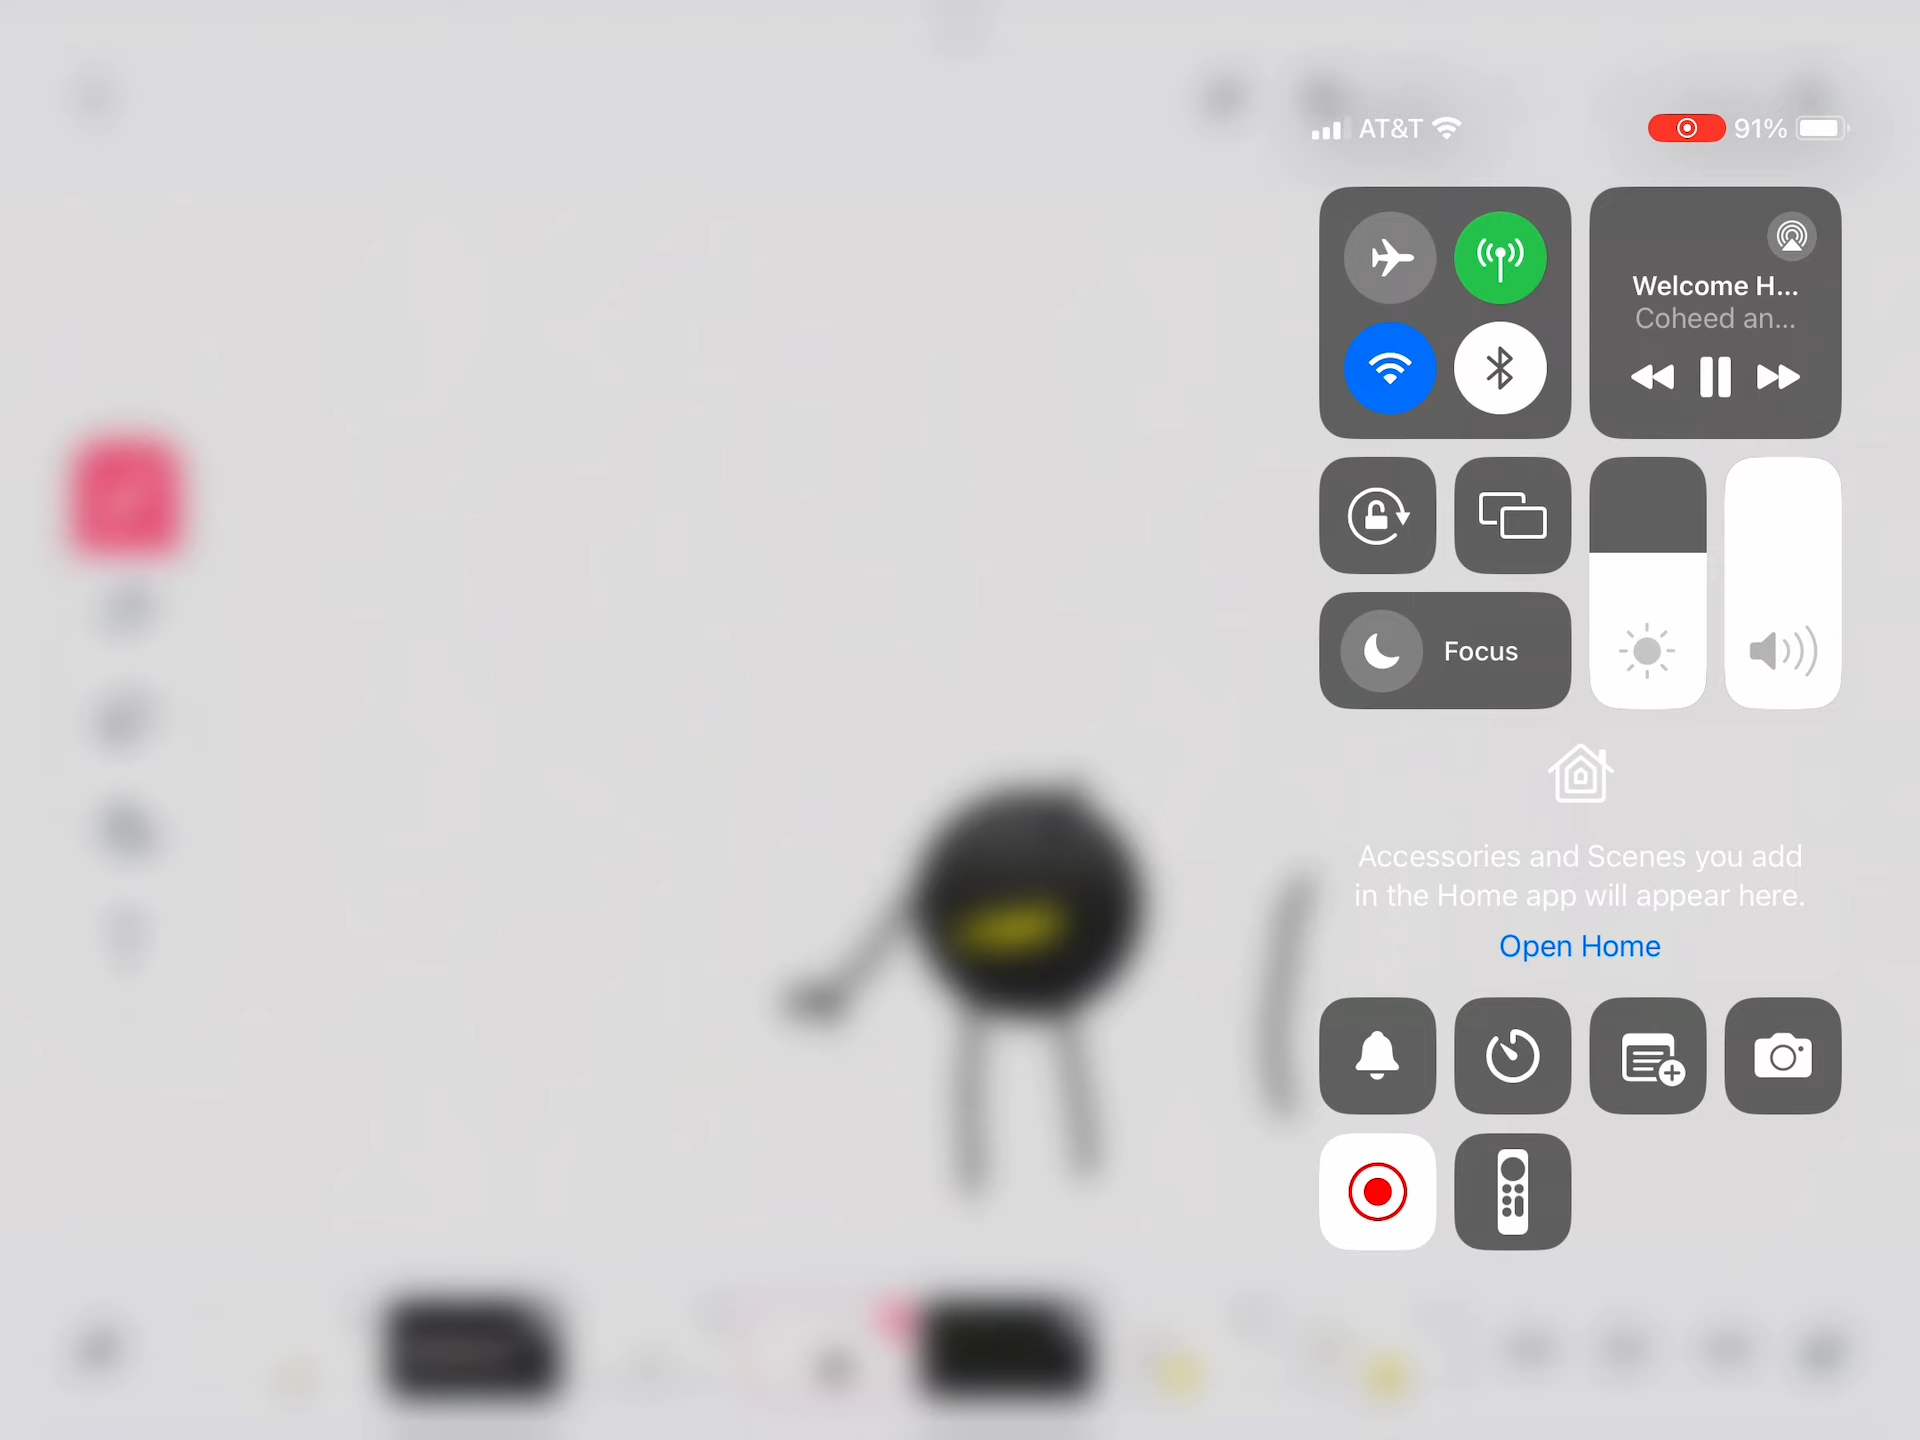 AT&T 91%
Welcome H...
Coheed an...
Focus
Accessories and Scenes you add
in the Home app will appear here.
Open Home